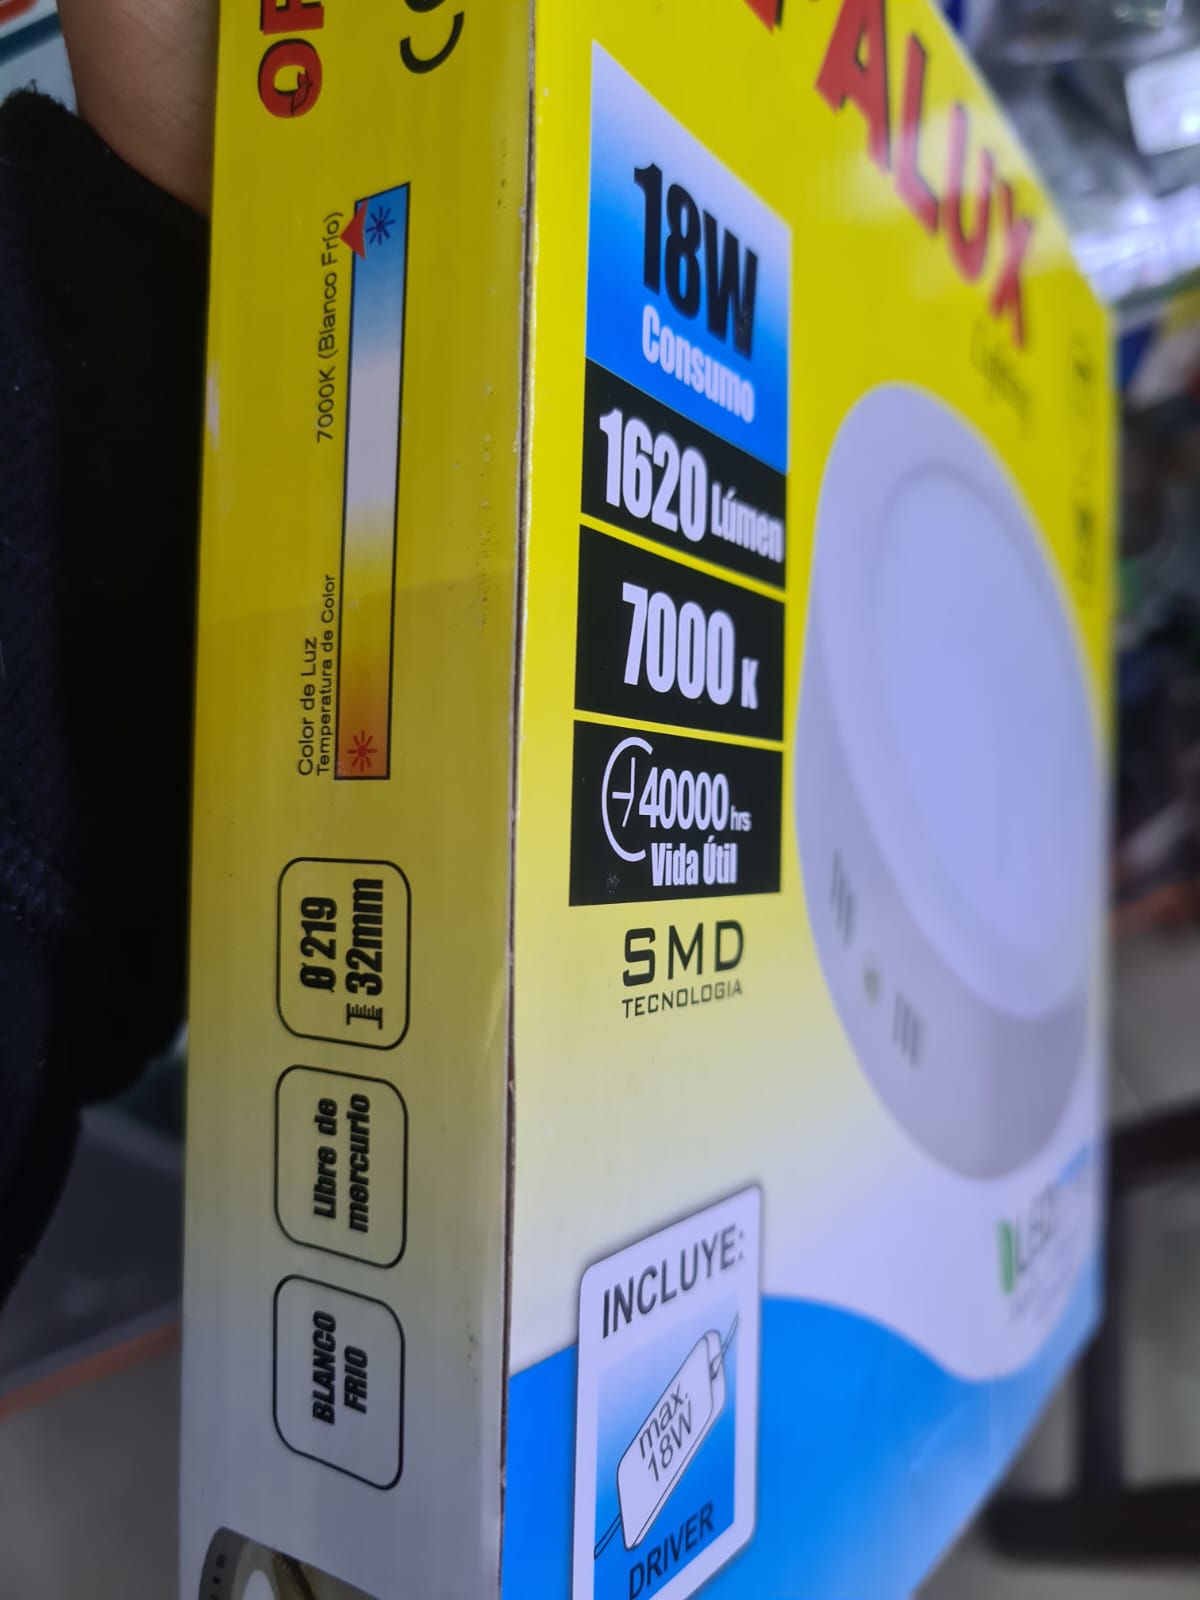 ALUX
18W
Consumo
1620 Lúmen
7000 K
40000 hrs
Vida Útil
SMD
TECNOLOGIA
INCLUYE:
max.
18W
DRIVER
7000K (Blanco Frío)
Color de Luz
Temperatura de Color
Ø 219
32mm
Libre de
mercurio
BLANCO
FRIO